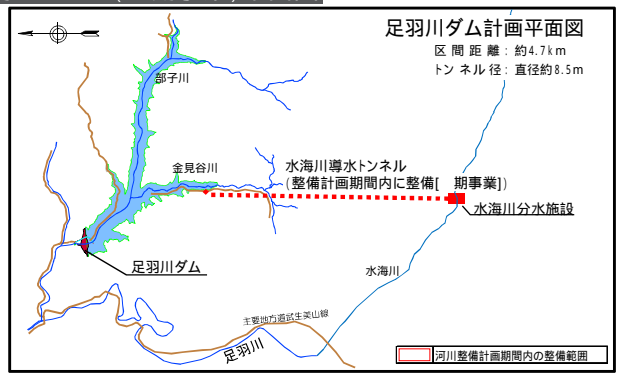 足羽川ダム計画平面図
区間距離:約4.7km
トンネル径:直径約8.5m
部子川
金見谷川
水海川導水トンネル
(整備計画期間内に整備[ 期事業])
水海川分水施設
足羽川ダム
水海川
主要地方道武生美山線
足羽川
河川整備計画期間内の整備範囲